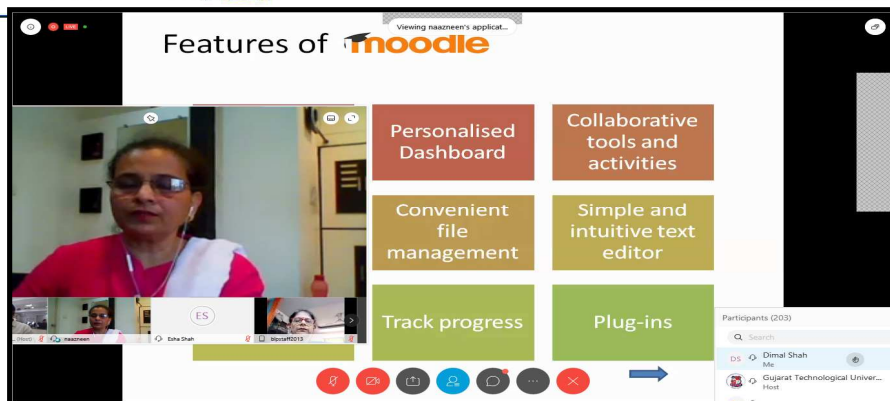 LIVE
Viewing naazneen's applicat...
Features of moodle
Personalised
Dashboard
Collaborative
tools and
activities
Convenient
file
management
Simple and
intuitive text
editor
Track progress
Plug-ins
(Host)
naazneen
ES
Esha Shah
bipstaff0013
Participants (203)
Search
DS
Dimal Shah
Me
Gujarat Technological Univer...
Host